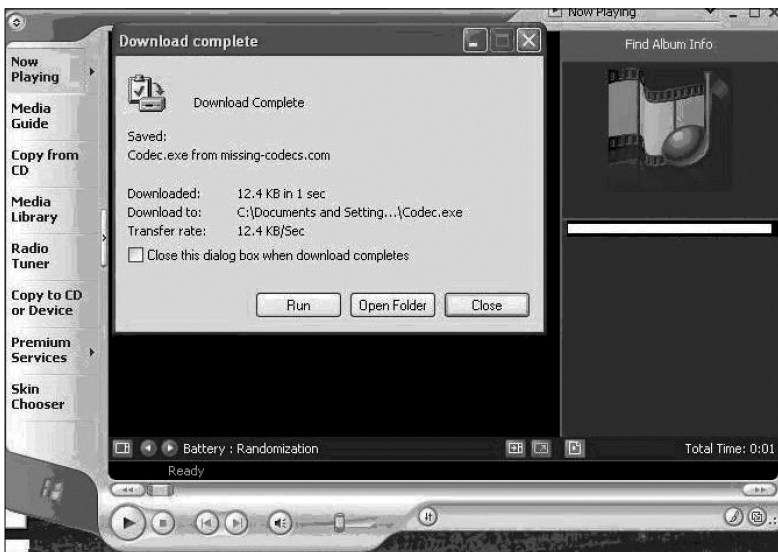 Now Playing
Download complete
Find Album Info
Now
Playing
Media
Guide
Copy from
CD
Media
Library
Radio
Tuner
Copy to CD
or Device
Premium
Services
Skin
Chooser
Download Complete
Saved:
Codec.exe from missing-codecs.com
Downloaded: 12.4 KB in 1 sec
Download to: C:\Documents and Setting...\Codec.exe
Transfer rate: 12.4 KB/Sec
Close this dialog box when download completes
Run Open Folder Close
Battery : Randomization Total Time: 0:01
Ready